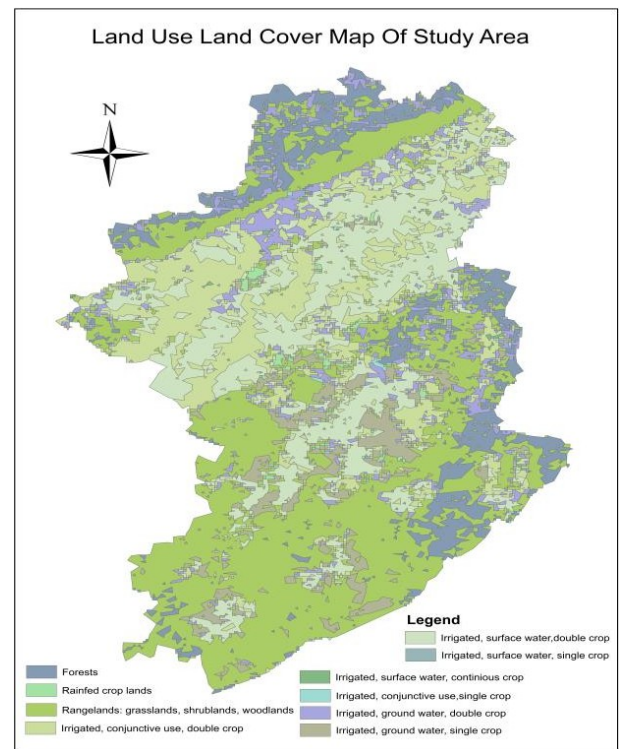 Land Use Land Cover Map Of Study Area
N
Legend
Irrigated, surface water,double crop
Irrigated, surface water, single crop
Forests
Rainfed crop lands
Rangelands: grasslands, shrublands, woodlands
Irrigated, conjunctive use, double crop
Irrigated, surface water, continious crop
Irrigated, conjunctive use,single crop
Irrigated, ground water, double crop
Irrigated, ground water, single crop